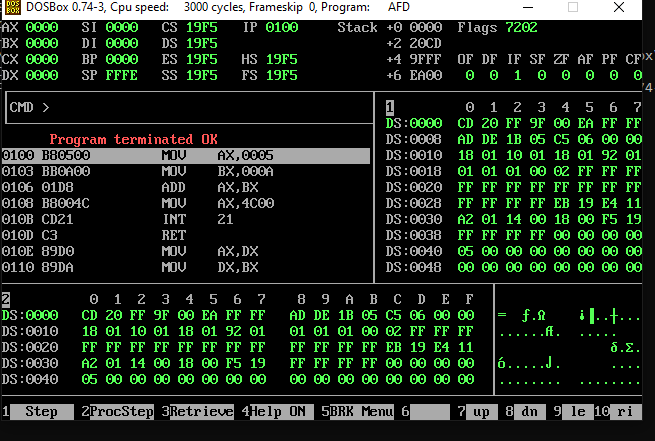 DOSBox 0.74-3, Cpu speed: 3000 cycles, Frameskip 0, Program: AFD
AX 0000 SI 0000 CS 19F5 IP 0100 Stack +0 0000 Flags 7202
BX 0000 DI 0000 DS 19F5 +2 20CD
CX 0000 BP 0000 ES 19F5 HS 19F5 +4 9FFF OF DF IF SF ZF AF PF CF
DX 0000 SP FFFE SS 19F5 FS 19F5 +6 EA00 0 0 1 0 0 0 0 0
CMD >
Program terminated OK
0100 B80500 MOV AX,0005
0103 BB0A00 MOV BX,000A
0106 01D8 ADD AX,BX
0108 B8004C MOV AX,4C00
010B CD21 INT 21
010D C3 RET
010E 89D0 MOV AX,DX
0110 89DA MOV DX,BX
1 0 1 2 3 4 5 6 7
DS:0000 CD 20 FF 9F 00 EA FF FF
DS:0008 AD DE 1B 05 C5 06 00 00
DS:0010 18 01 10 01 18 01 92 01
DS:0018 01 01 01 00 02 FF FF FF
DS:0020 FF FF FF FF FF FF FF FF
DS:0028 FF FF FF FF EB 19 E4 11
DS:0030 A2 01 14 00 18 00 F5 19
DS:0038 FF FF FF FF 00 00 00 00
DS:0040 05 00 00 00 00 00 00 00
DS:0048 00 00 00 00 00 00 00 00
2 0 1 2 3 4 5 6 7 8 9 A B C D E F
DS:0000 CD 20 FF 9F 00 EA FF FF AD DE 1B 05 C5 06 00 00
DS:0010 18 01 10 01 18 01 92 01 01 01 01 00 02 FF FF FF
DS:0020 FF FF FF FF FF FF FF FF FF FF FF FF EB 19 E4 11
DS:0030 A2 01 14 00 18 00 F5 19 FF FF FF FF 00 00 00 00
DS:0040 05 00 00 00 00 00 00 00 00 00 00 00 00 00 00 00
= ƒ.Ω ¡▐..┼...
......Æ. .....
δ.Σ.
ó.....⌡. ....
........ ........
1 Step 2 ProcStep 3 Retrieve 4 Help ON 5 BRK Menu 6 7 up 8 dn 9 le 10 ri